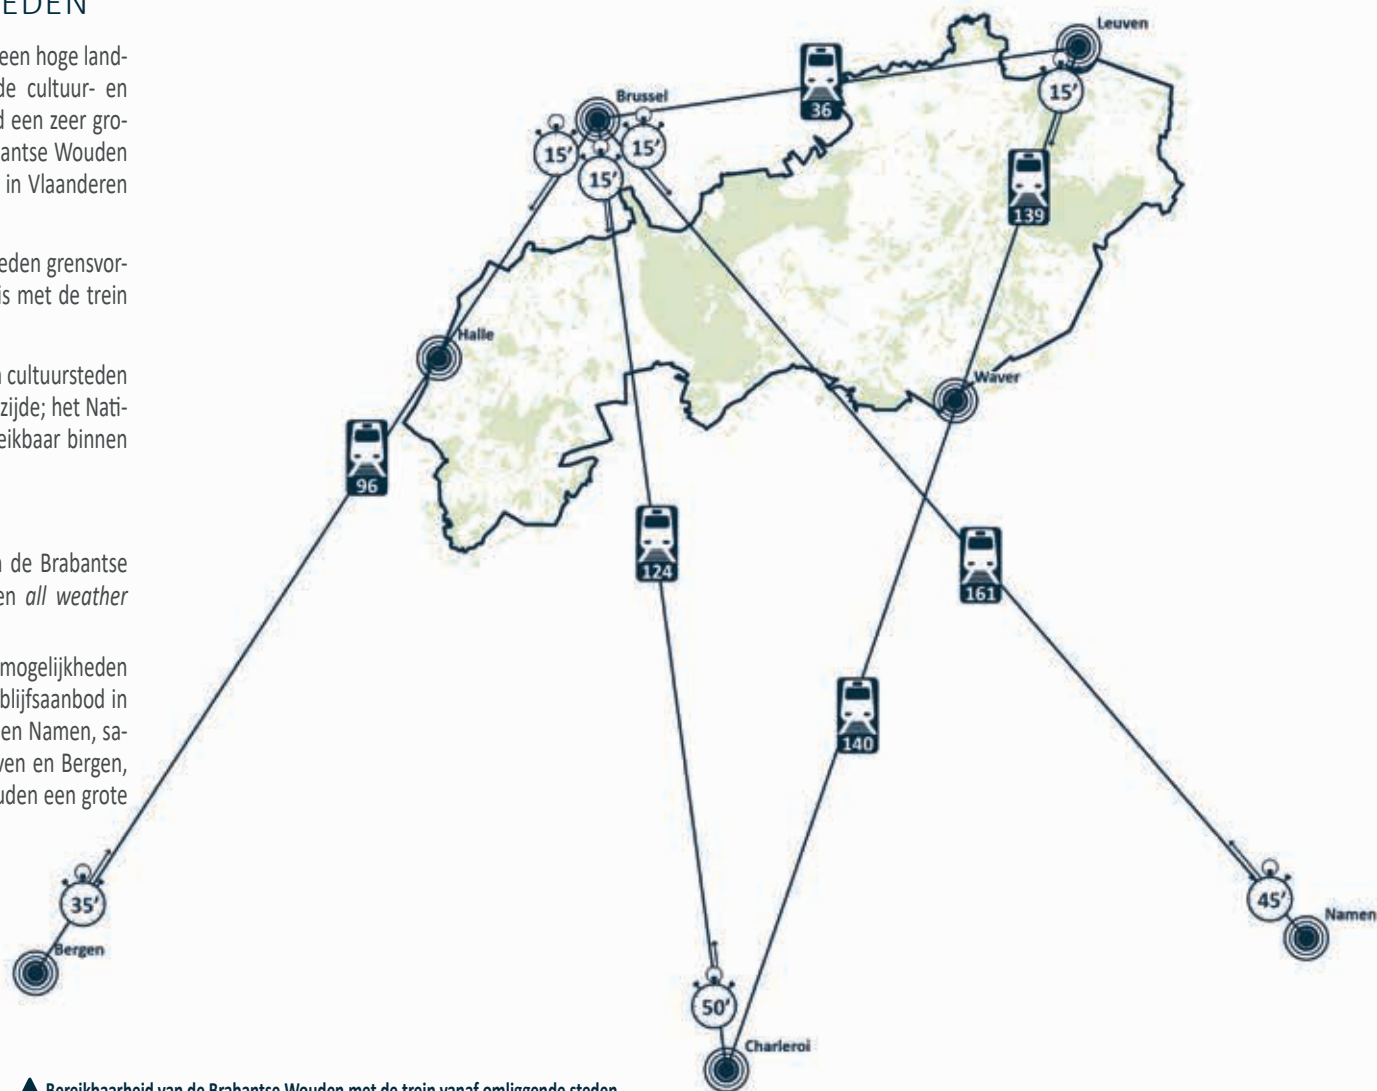 EDEN
een hoge land-
de cultuur- en
d een zeer gro-
antse Wouden
in Vlaanderen
eden grensvor-
is met de trein
cultuursteden
zijde; het Nati-
eikbaar binnen
de Brabantse
en all weather
mogelijkheden
blijfsaanbod in
en Namen, sa-
ven en Bergen,
uden een grote
Leuven
Brussel
36
15’
15’
15’
15’
139
Halle
Waver
96
124
161
140
35’
Bergen
45’
Namen
50’
Charleroi
Bereikbaarheid van de Brabantse Wouden met de trein vanaf omliggende steden